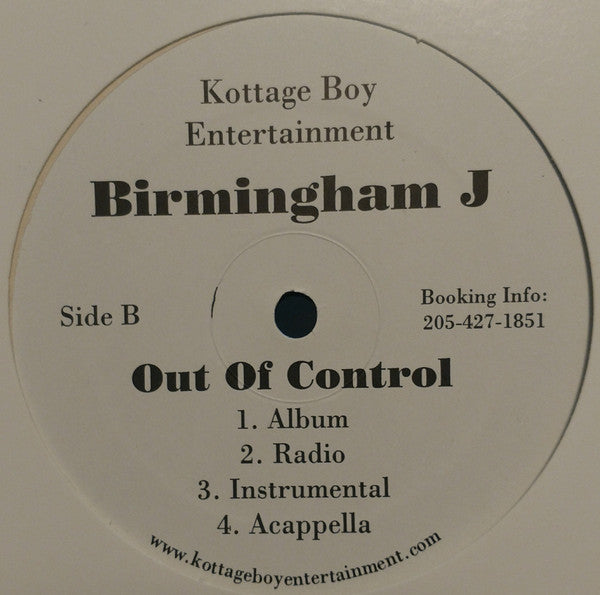 Kottage Boy
Entertainment
Birmingham J
Side B
Booking Info:
205-427-1851
Out Of Control
1. Album
2. Radio
3. Instrumental
4. Acappella
www.kottageboyentertainment.com